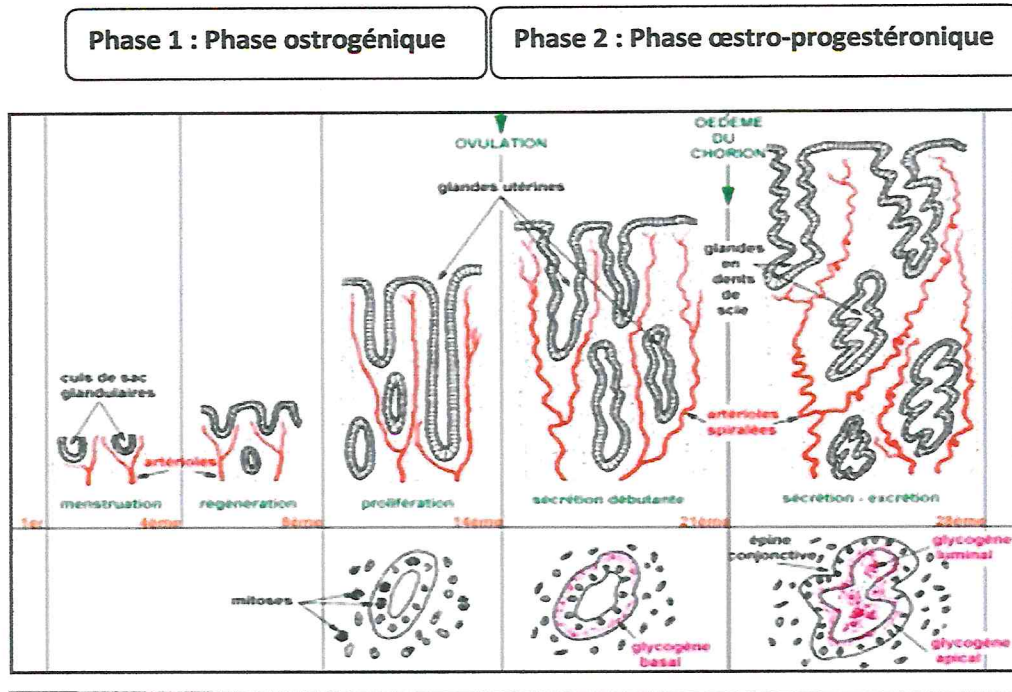 Phase 1 : Phase ostrogénique
Phase 2 : Phase œstro-progestéronique
OVULATION
OEDEME
DU
CHORION
glandes utérines
glandes
en
dents
de
scie
culs de sac
glandulaires
artérioles
artérioles
spiralées
menstruation
régénération
prolifération
sécrétion débutante
sécrétion - excrétion
1er
4ème
8ème
14ème
21ème
28ème
mitoses
glycogène
basal
épine
conjonctive
glycogène
luminal
glycogène
apical